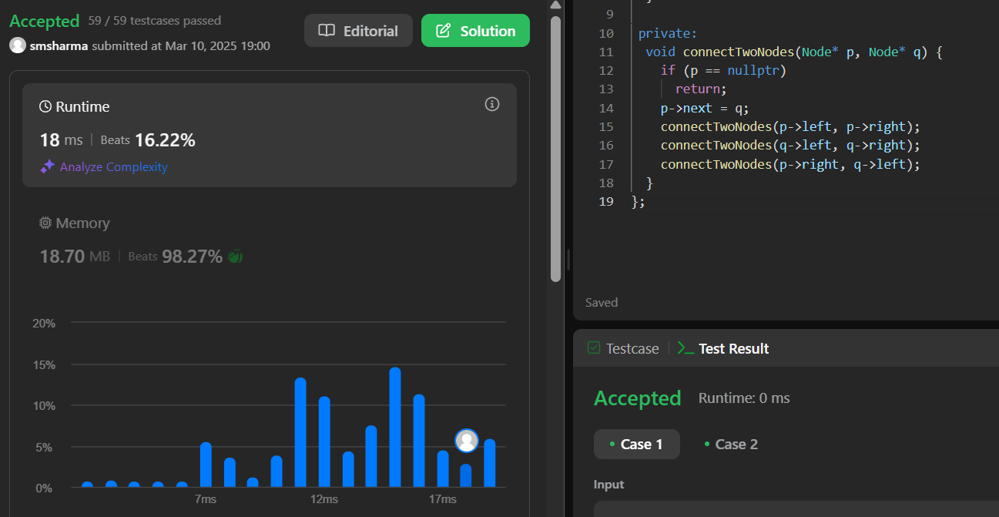 Accepted 59 / 59 testcases passed
smsharma submitted at Mar 10, 2025 19:00
Editorial
Solution
Runtime
18 ms | Beats 16.22%
Analyze Complexity
Memory
18.70 MB | Beats 98.27%
20%
15%
10%
5%
0%
7ms 12ms 17ms
9
10 private:
11 void connectTwoNodes(Node* p, Node* q) {
12 if (p == nullptr)
13 return;
14 p->next = q;
15 connectTwoNodes(p->left, p->right);
16 connectTwoNodes(q->left, q->right);
17 connectTwoNodes(p->right, q->left);
18 }
19 };
Saved
Testcase | Test Result
Accepted Runtime: 0 ms
• Case 1 • Case 2
Input